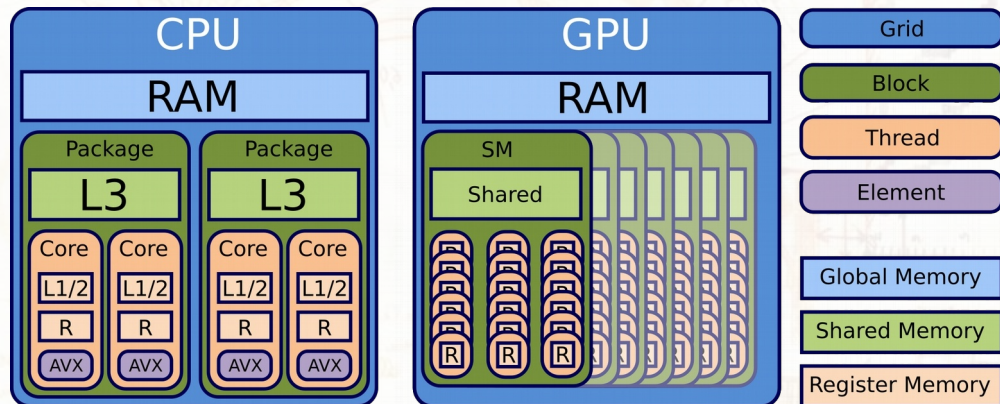 CPU
RAM
Package
L3
Core
L1/2
R
AVX
Core
L1/2
R
AVX
Package
L3
Core
L1/2
R
AVX
Core
L1/2
R
AVX
GPU
RAM
SM
Shared
R
R
R
Grid
Block
Thread
Element
Global Memory
Shared Memory
Register Memory